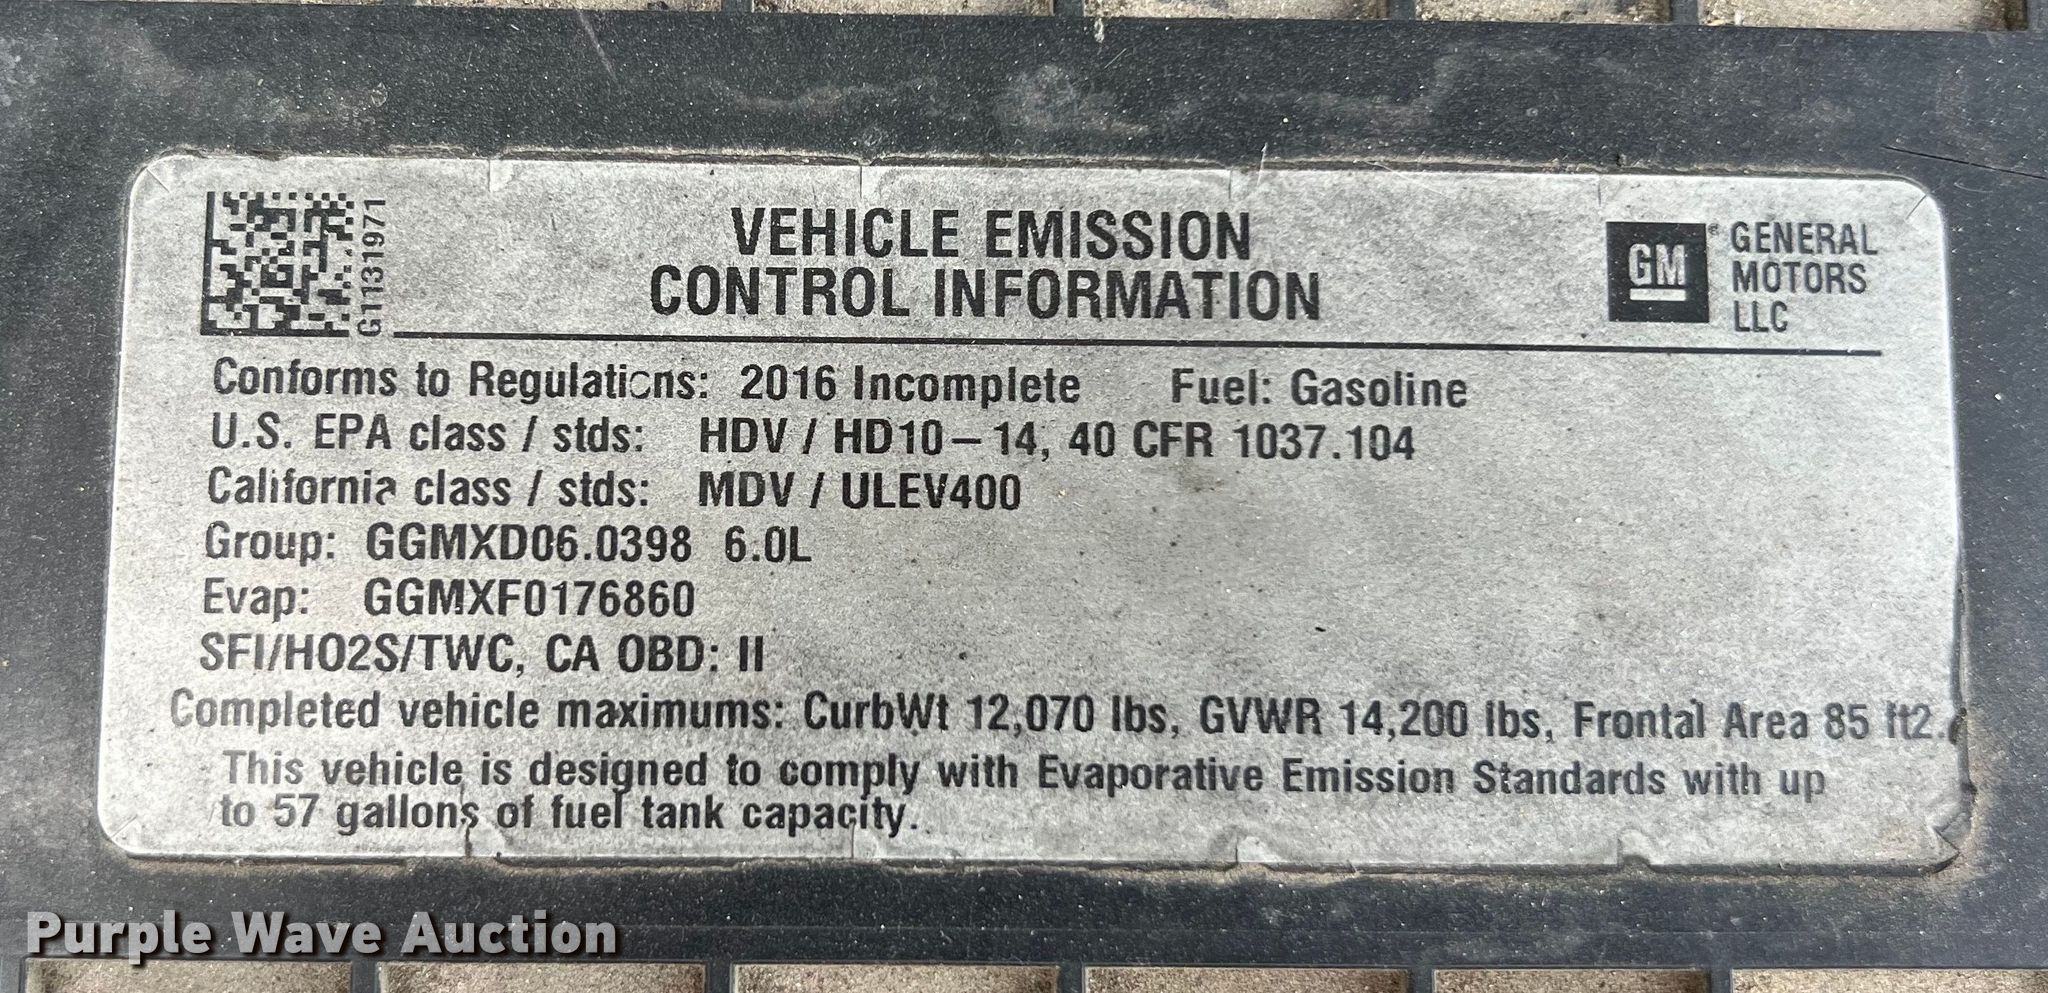 G1131971
VEHICLE EMISSION
CONTROL INFORMATION
GM
GENERAL
MOTORS
LLC
Conforms to Regulations: 2016 Incomplete Fuel: Gasoline
U.S. EPA class / stds: HDV / HD10-14, 40 CFR 1037.104
California class / stds: MDV / ULEV400
Group: GGMXD06.0398 6.0L
Evap: GGMXF0176860
SFI/HO2S/TWC, CA OBD: II
Completed vehicle maximums: CurbWt 12,070 lbs, GVWR 14,200 lbs, Frontal Area 85 ft2.
This vehicle is designed to comply with Evaporative Emission Standards with up
to 57 gallons of fuel tank capacity.
Purple Wave Auction